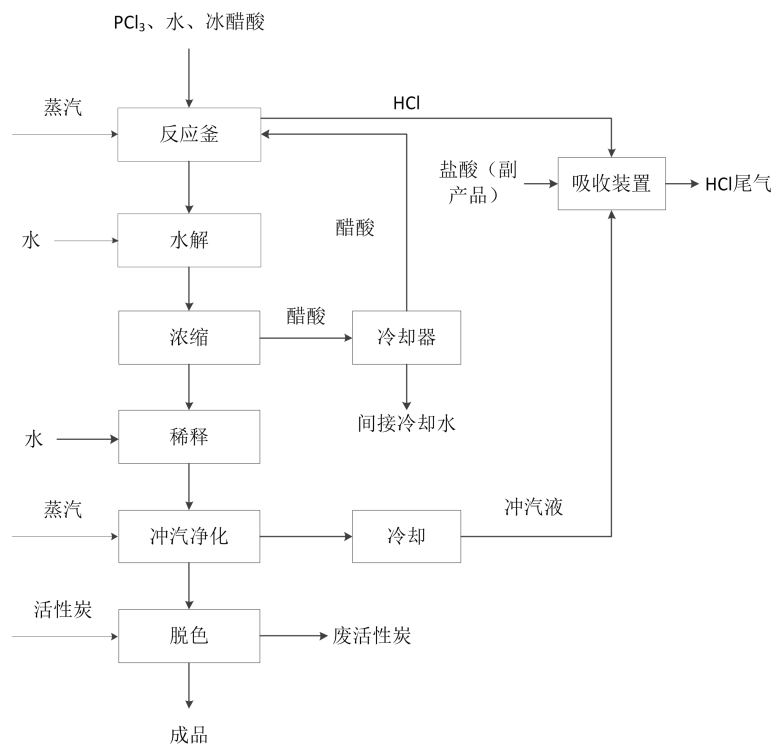 PCl₃、水、冰醋酸
HCl
蒸汽
反应釜
盐酸（副
产品）
吸收装置
HCl尾气
水
水解
醋酸
醋酸
浓缩
冷却器
间接冷却水
水
稀释
蒸汽
冲汽液
冲汽净化
冷却
活性炭
脱色
废活性炭
成品